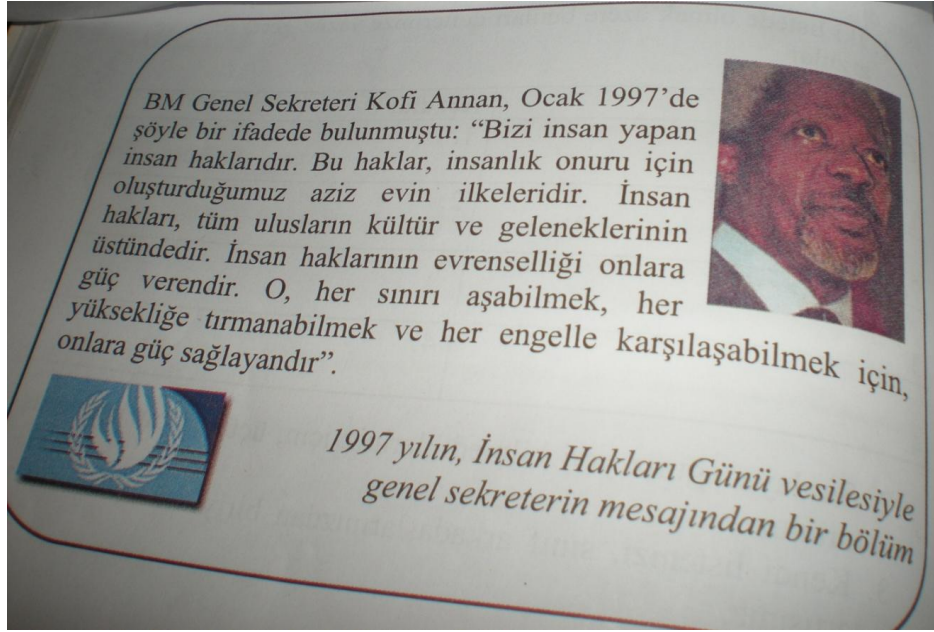 BM Genel Sekreteri Kofi Annan, Ocak 1997'de
şöyle bir ifadede bulunmuştu: “Bizi insan yapan
insan haklarıdır. Bu haklar, insanlık onuru için
oluşturduğumuz aziz evin ilkeleridir. İnsan
hakları, tüm ulusların kültür ve geleneklerinin
üstündedir. İnsan haklarının evrenselliği onlara
güç verendir. O, her sınırı aşabilmek, her
yüksekliğe tırmanabilmek ve her engelle karşılaşabilmek için,
onlara güç sağlayandır”.
1997 yılın, İnsan Hakları Günü vesilesiyle
genel sekreterin mesajından bir bölüm